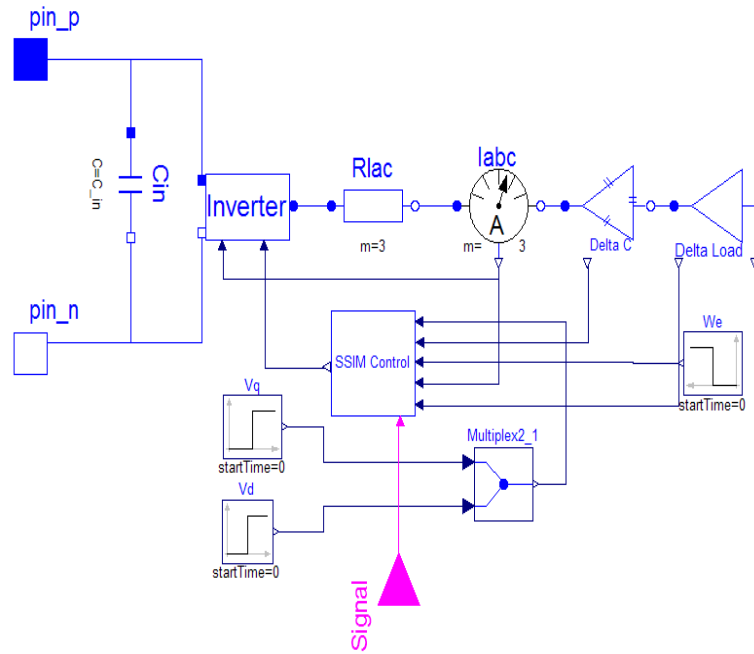 pin_p
C=C_in
Cin
Inverter
Rlac
m=3
Iabc
A
m= 3
Delta C
Delta Load
pin_n
SSIM Control
We
startTime=0
Vq
startTime=0
Multiplex2_1
Vd
startTime=0
Signal